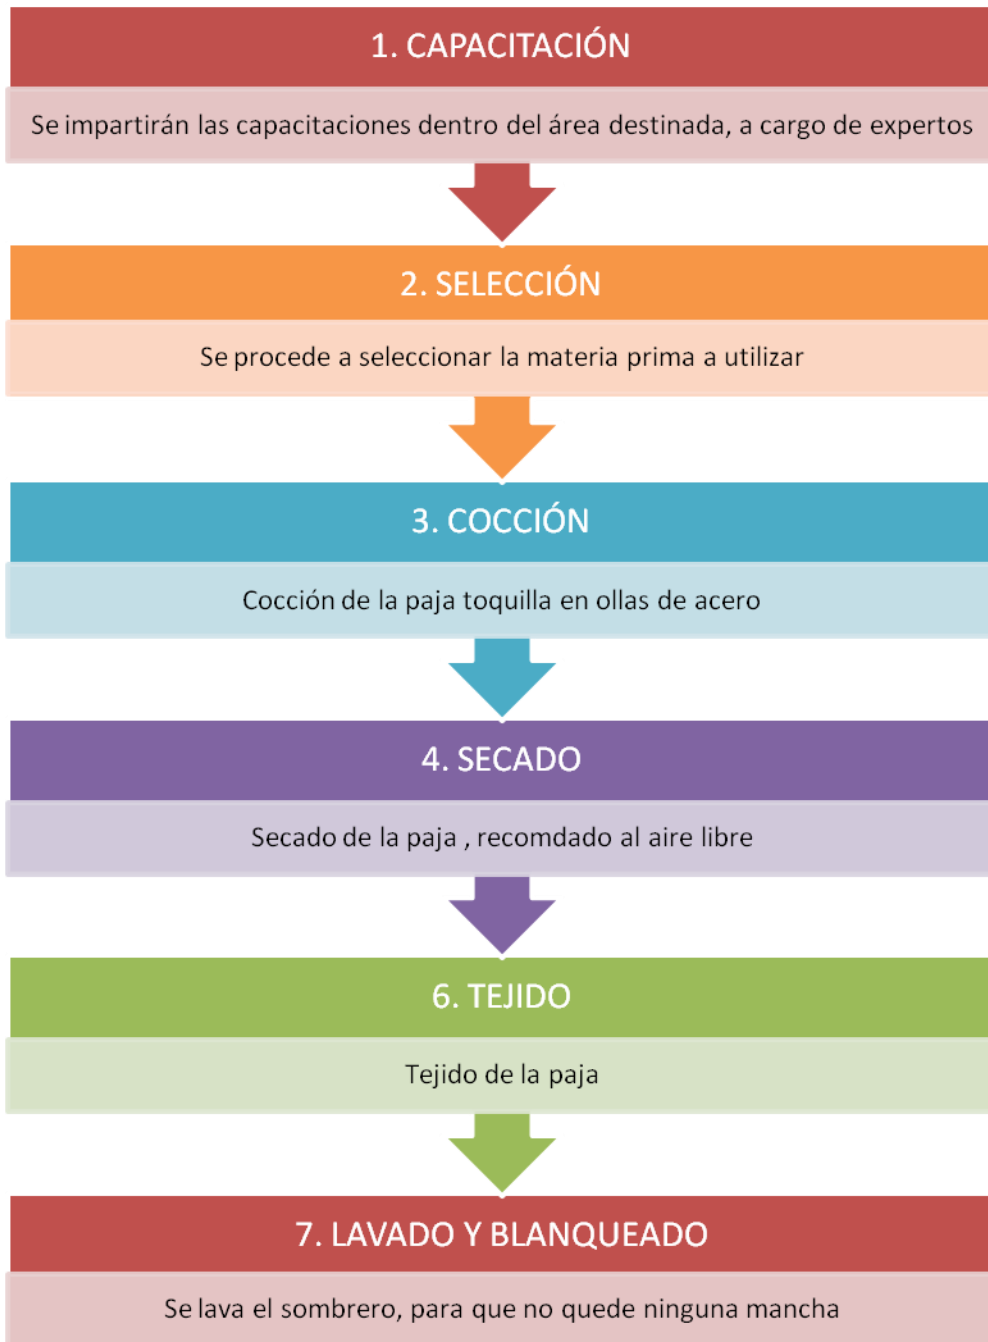 1. CAPACITACIÓN
Se impartirán las capacitaciones dentro del área destinada, a cargo de expertos
2. SELECCIÓN
Se procede a seleccionar la materia prima a utilizar
3. COCCIÓN
Cocción de la paja toquilla en ollas de acero
4. SECADO
Secado de la paja , recomdado al aire libre
6. TEJIDO
Tejido de la paja
7. LAVADO Y BLANQUEADO
Se lava el sombrero, para que no quede ninguna mancha